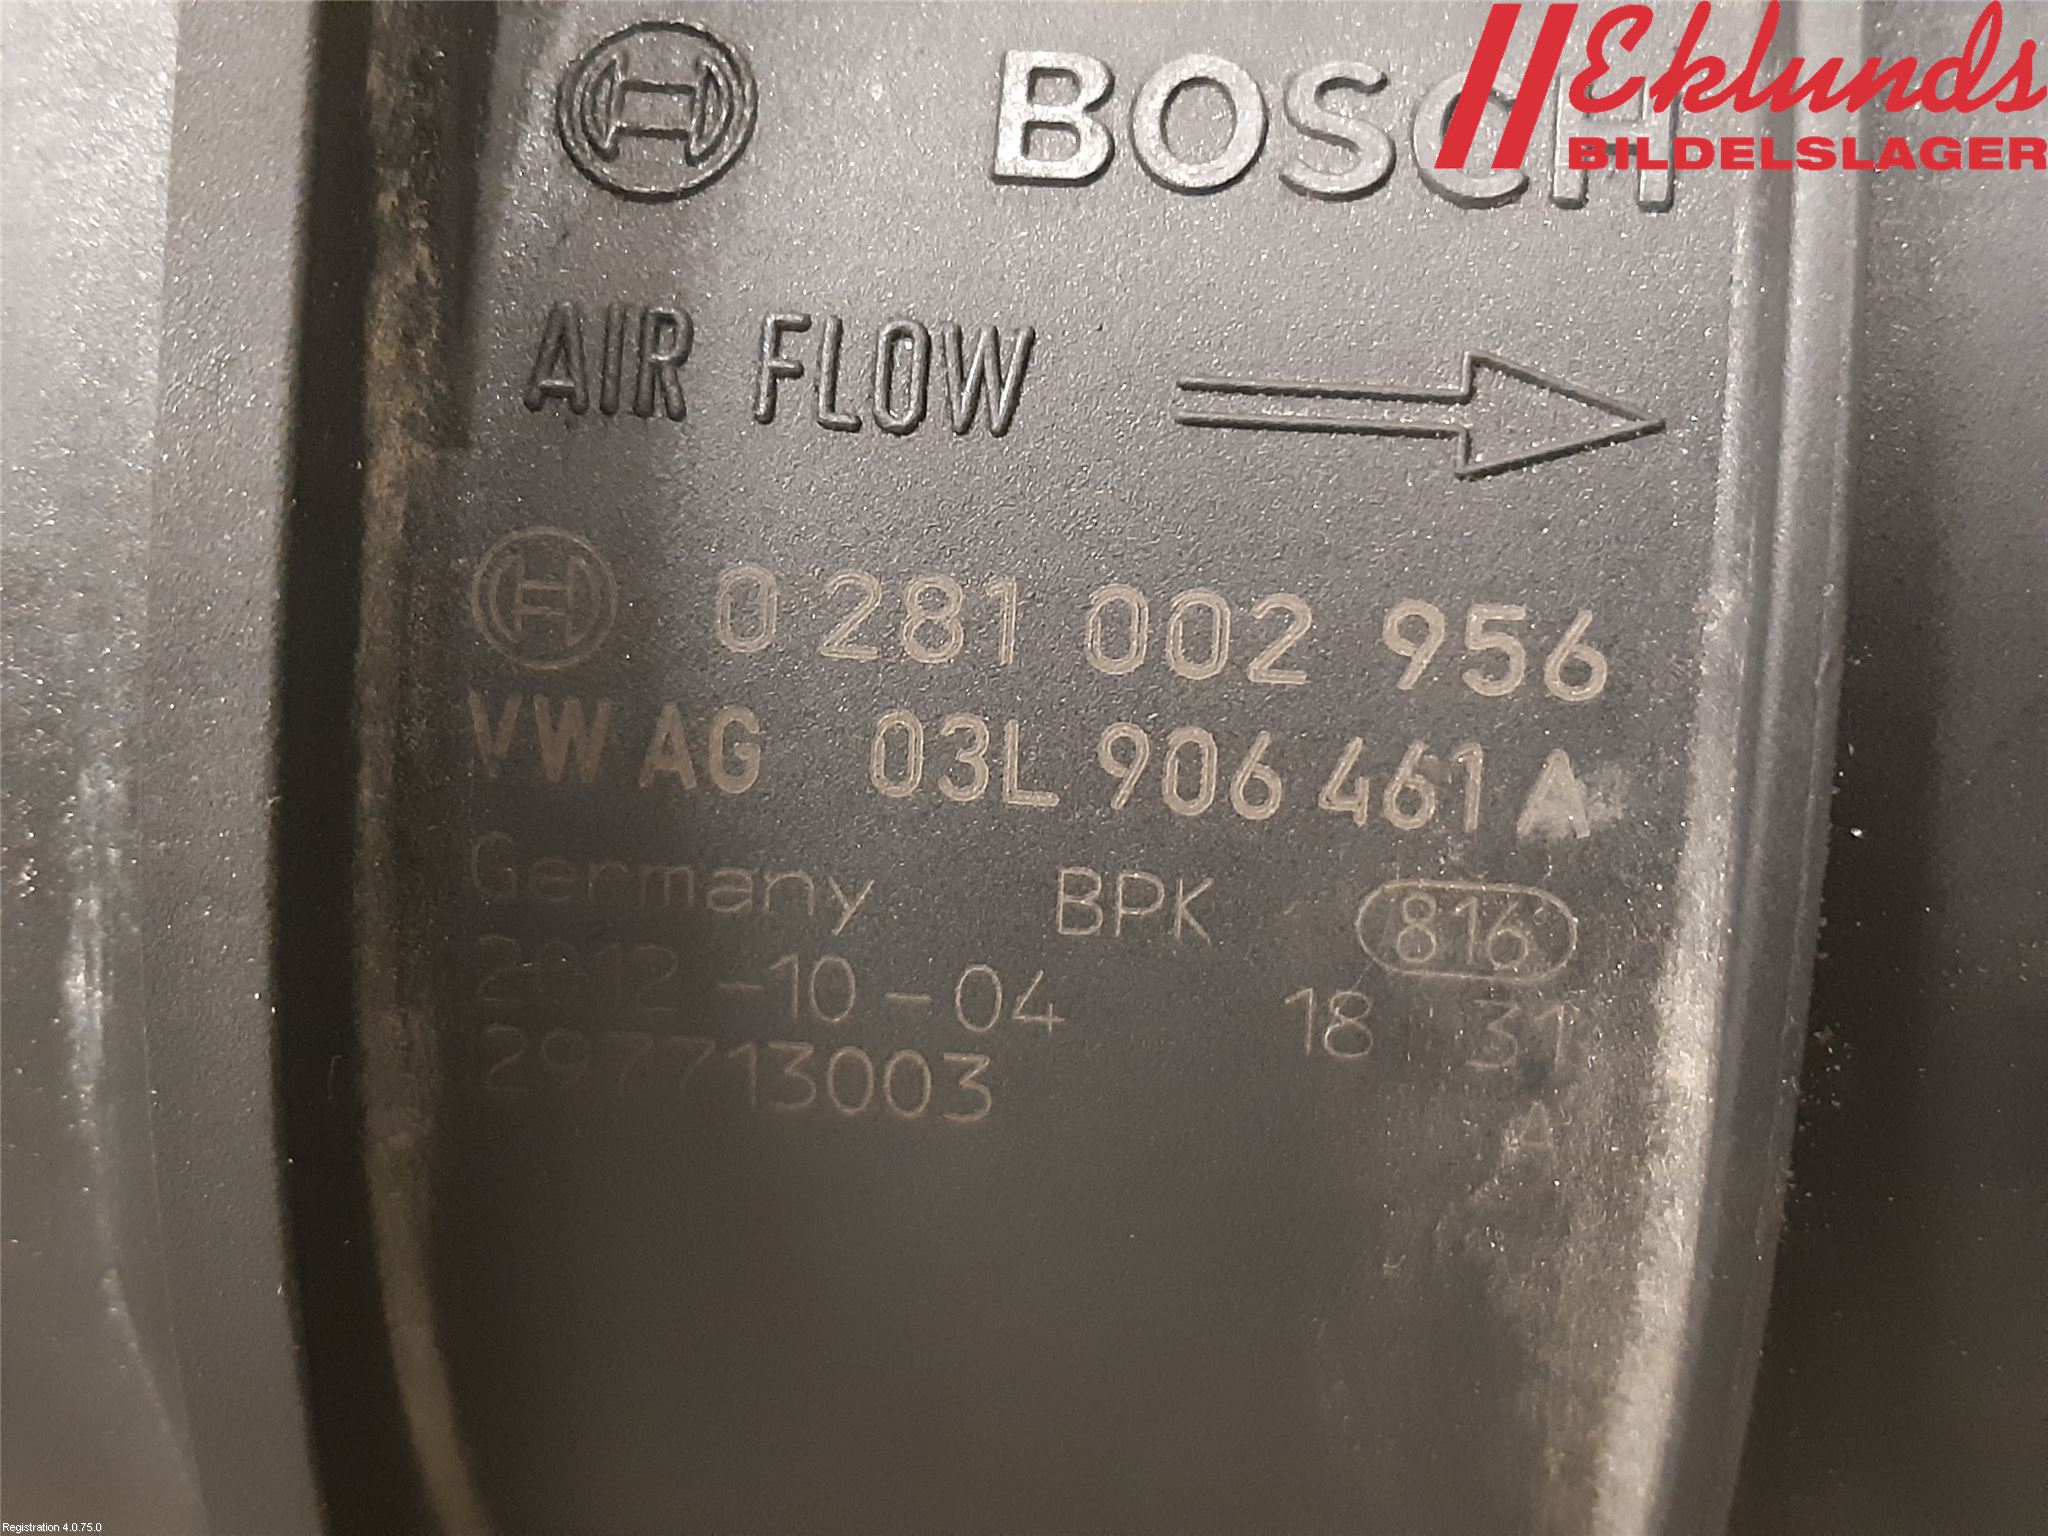 Eklunds
BILDELSLAGER
BOSCH
AIR FLOW
0 281 002 956
VW AG 03L 906 461 A
Germany BPK 816
2012-10-04 18 31
297713003
A
Registration 4.0.75.0